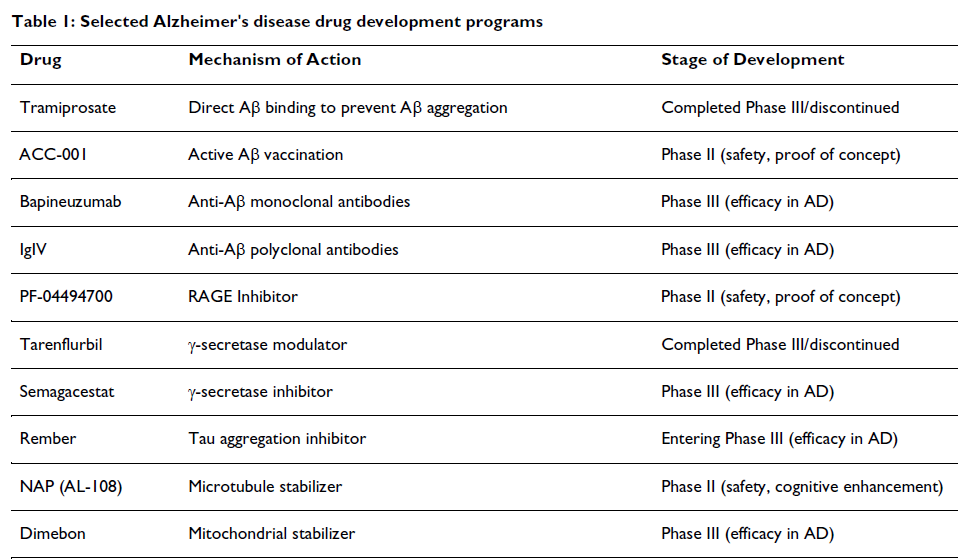 Table 1: Selected Alzheimer's disease drug development programs
Drug Mechanism of Action Stage of Development
Tramiprosate Direct Aβ binding to prevent Aβ aggregation Completed Phase III/discontinued
ACC-001 Active Aβ vaccination Phase II (safety, proof of concept)
Bapineuzumab Anti-Aβ monoclonal antibodies Phase III (efficacy in AD)
IgIV Anti-Aβ polyclonal antibodies Phase III (efficacy in AD)
PF-04494700 RAGE Inhibitor Phase II (safety, proof of concept)
Tarenflurbil γ-secretase modulator Completed Phase III/discontinued
Semagacestat γ-secretase inhibitor Phase III (efficacy in AD)
Rember Tau aggregation inhibitor Entering Phase III (efficacy in AD)
NAP (AL-108) Microtubule stabilizer Phase II (safety, cognitive enhancement)
Dimebon Mitochondrial stabilizer Phase III (efficacy in AD)